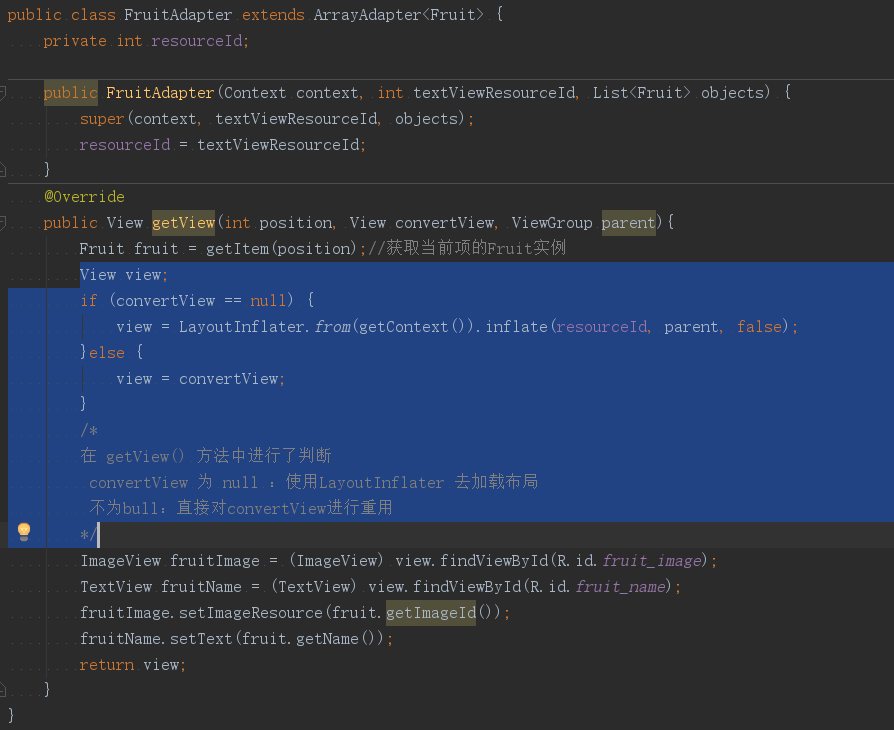 public class FruitAdapter extends ArrayAdapter<Fruit> {
private int resourceId;
public FruitAdapter(Context context, int textViewResourceId, List<Fruit> objects) {
super(context, textViewResourceId, objects);
resourceId = textViewResourceId;
}
@Override
public View getView(int position, View convertView, ViewGroup parent){
Fruit fruit = getItem(position);//获取当前项的Fruit实例
View view;
if (convertView == null) {
view = LayoutInflater.from(getContext()).inflate(resourceId, parent, false);
}else {
view = convertView;
}
/*
在 getView() 方法中进行了判断
convertView 为 null : 使用LayoutInflater 去加载布局
不为bull: 直接对convertView进行重用
*/
ImageView fruitImage = (ImageView) view.findViewById(R.id.fruit_image);
TextView fruitName = (TextView) view.findViewById(R.id.fruit_name);
fruitImage.setImageResource(fruit.getImageId());
fruitName.setText(fruit.getName());
return view;
}
}